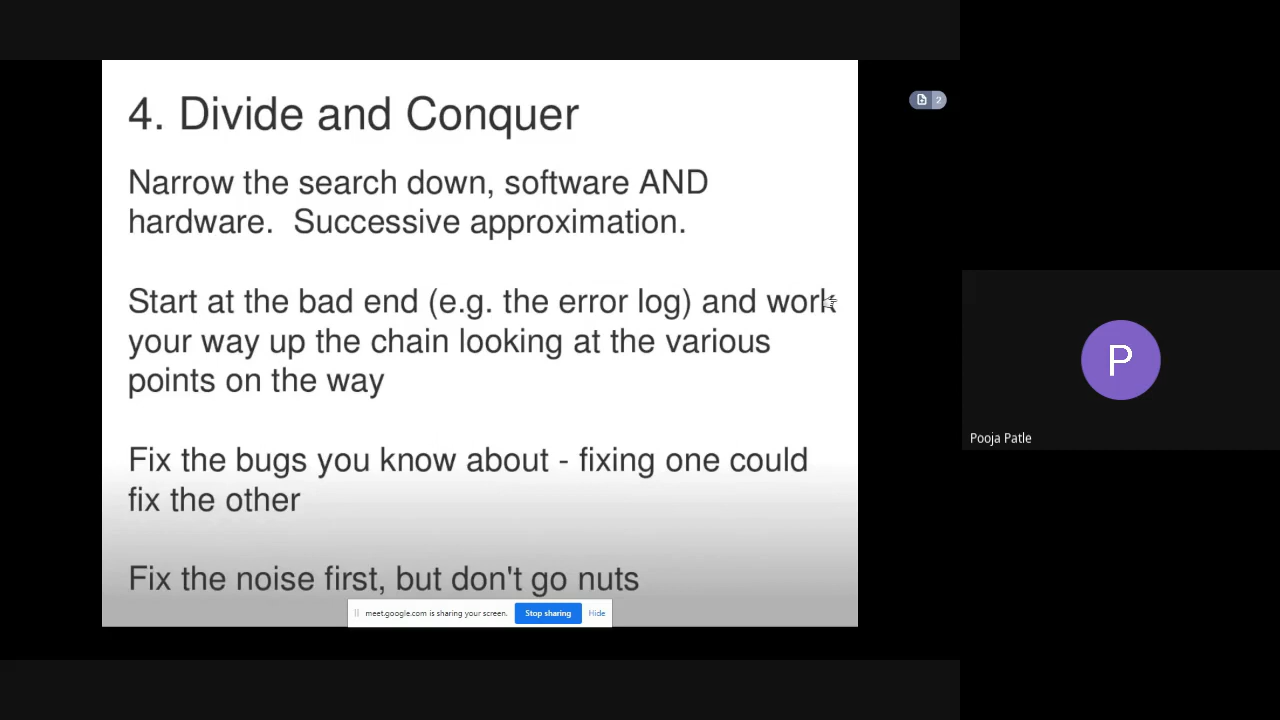 4. Divide and Conquer
Narrow the search down, software AND
hardware.  Successive approximation.
Start at the bad end (e.g. the error log) and work
your way up the chain looking at the various
points on the way
Fix the bugs you know about - fixing one could
fix the other
Fix the noise first, but don't go nuts
meet.google.com is sharing your screen. Stop sharing Hide
2
P
Pooja Patle